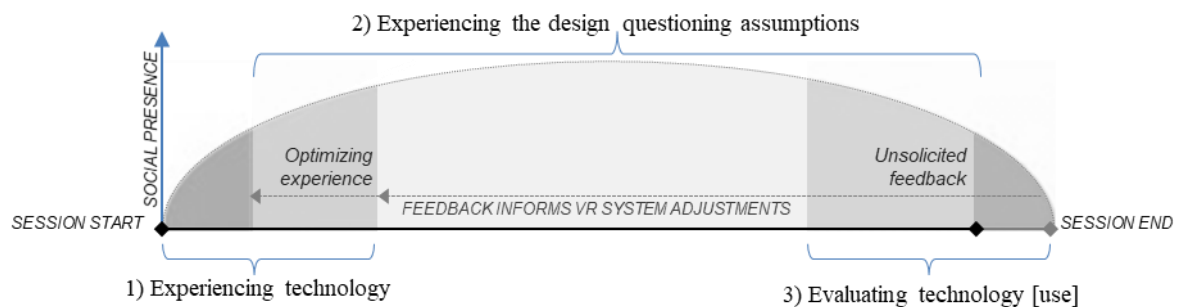 2) Experiencing the design questioning assumptions
SOCIAL PRESENCE
Optimizing
experience
Unsolicited
feedback
FEEDBACK INFORMS VR SYSTEM ADJUSTMENTS
SESSION START
SESSION END
1) Experiencing technology
3) Evaluating technology [use]